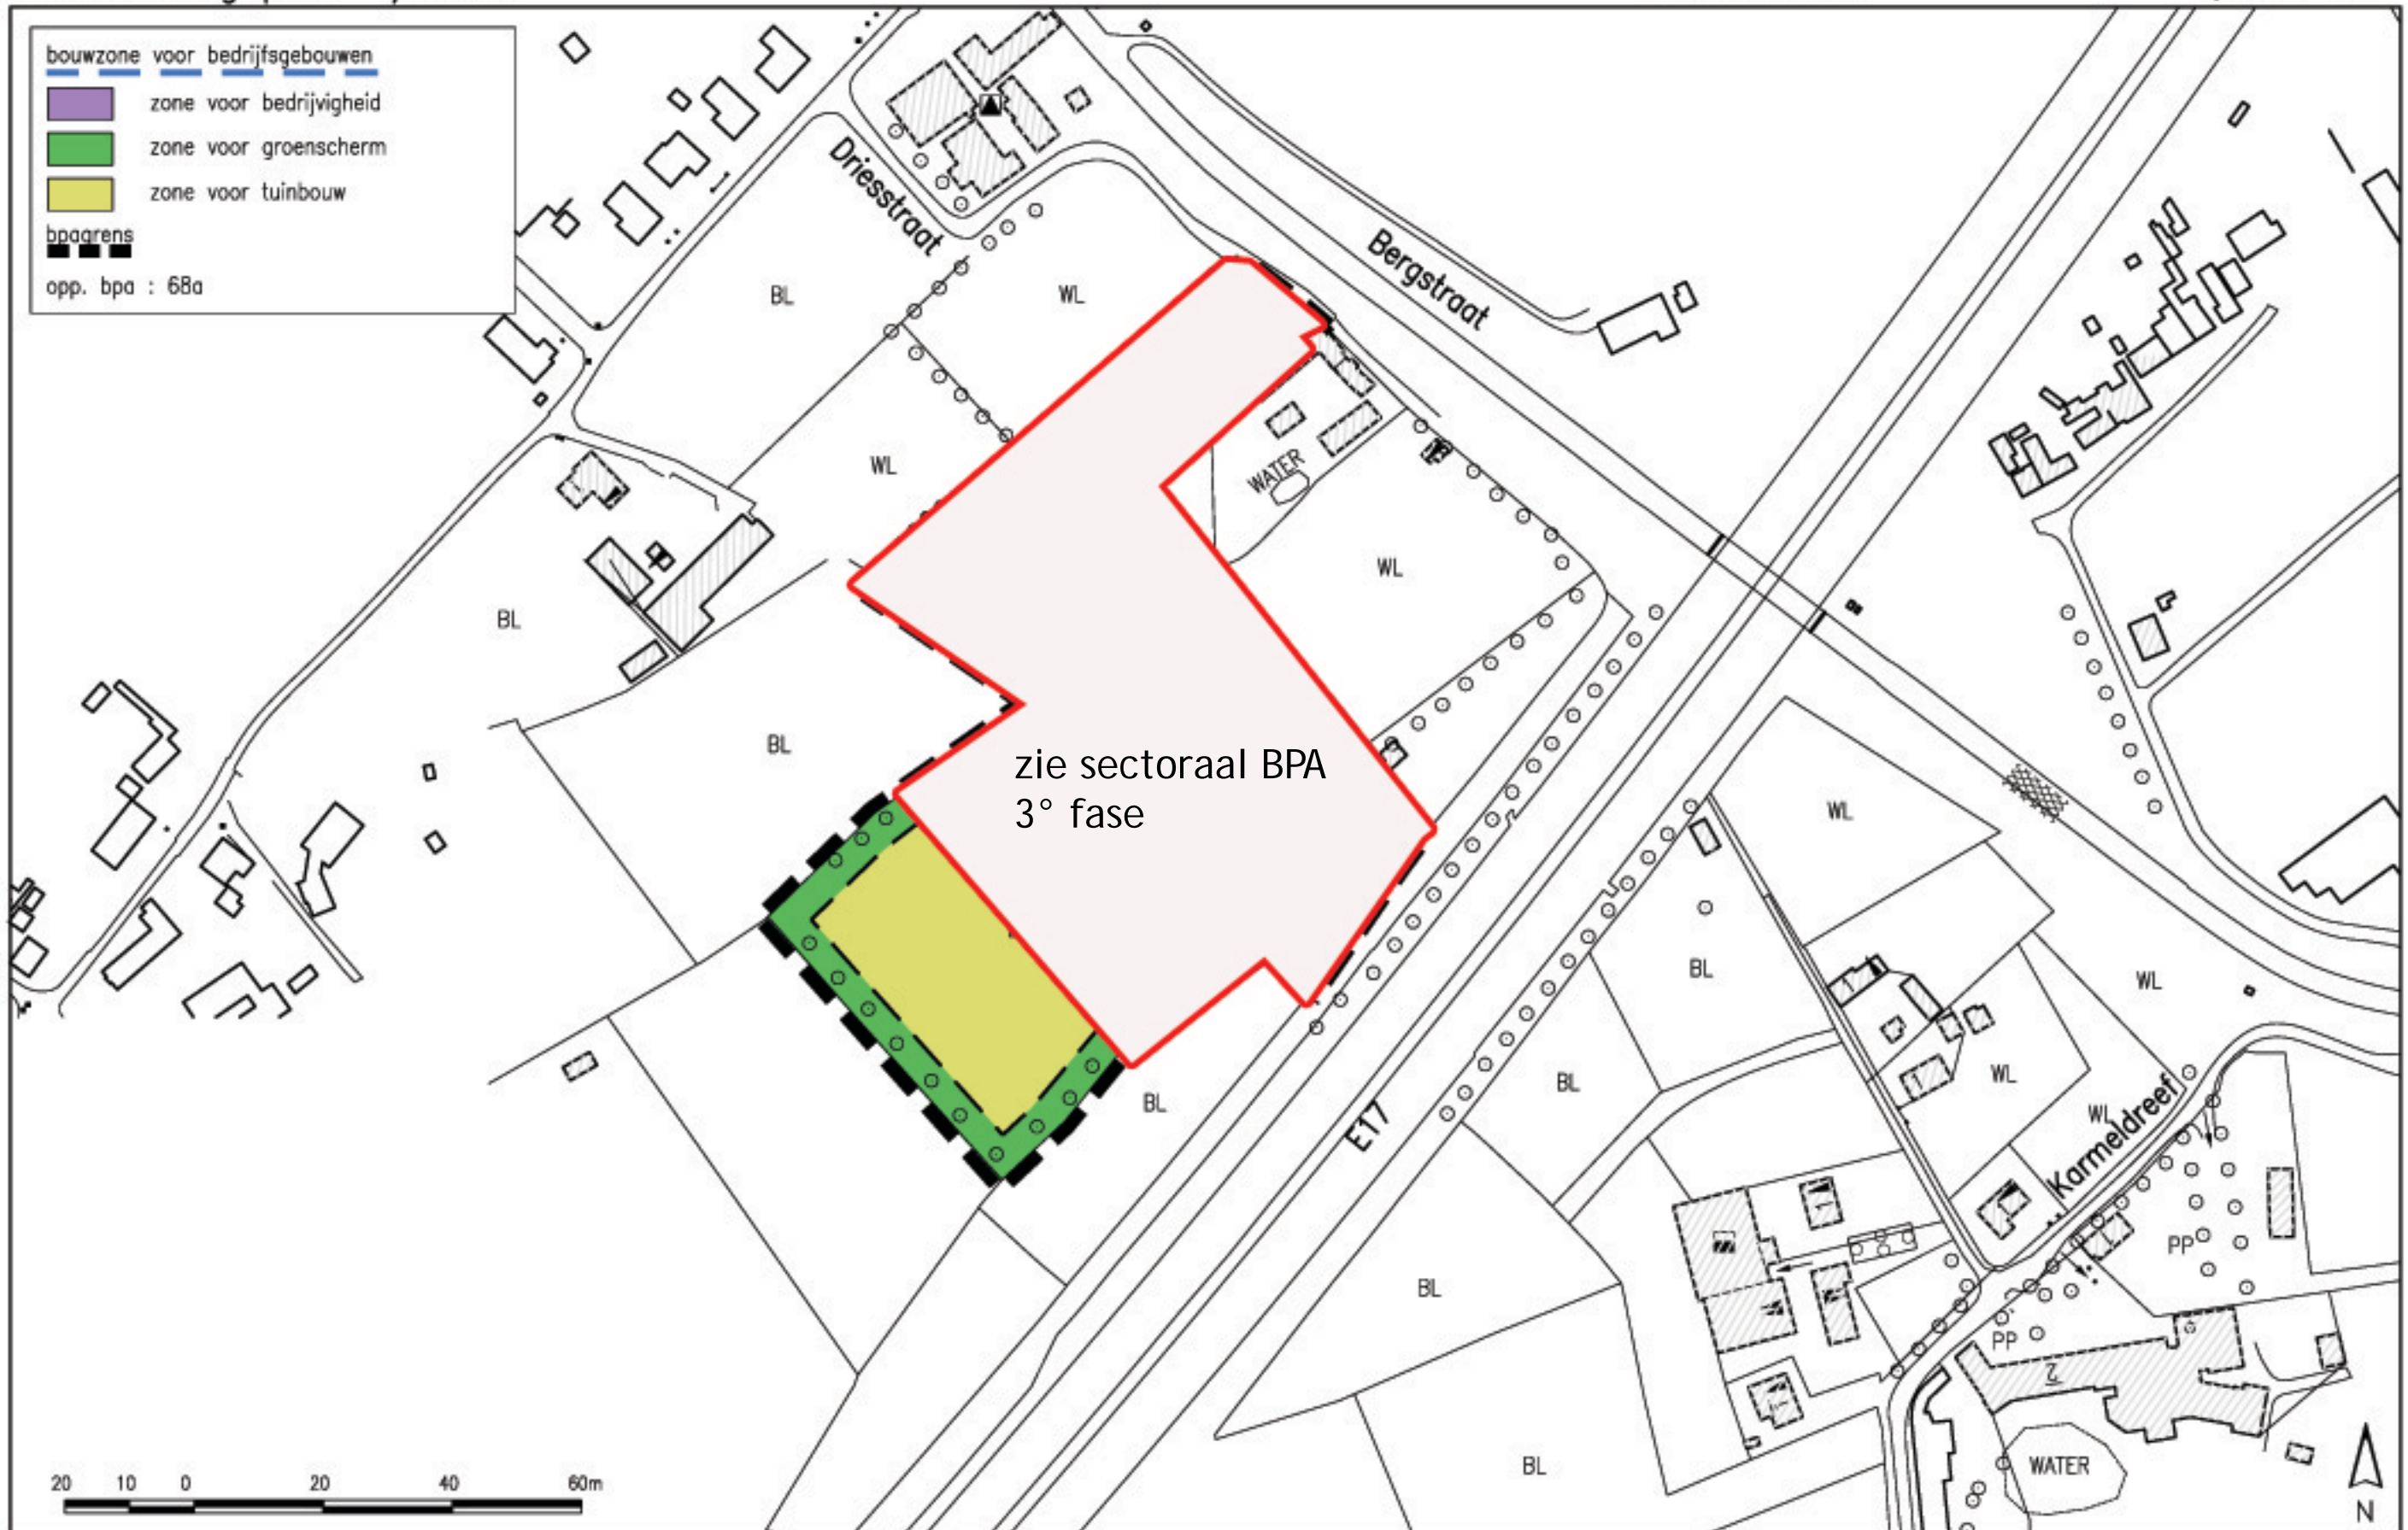 bouwzone voor bedrijfsgebouwen
zone voor bedrijvigheid
zone voor groenscherm
zone voor tuinbouw
bpagrens
opp. bpa : 68a
Driesstraat
Bergstraat
BL
WL
WL
WATER
WL
BL
BL
zie sectoraal BPA
3° fase
WL
BL
WL
BL
WL
BL
WL
Karmeldreef
E17
PP
BL
PP
BL
WATER
20 10 0 20 40 60m
N